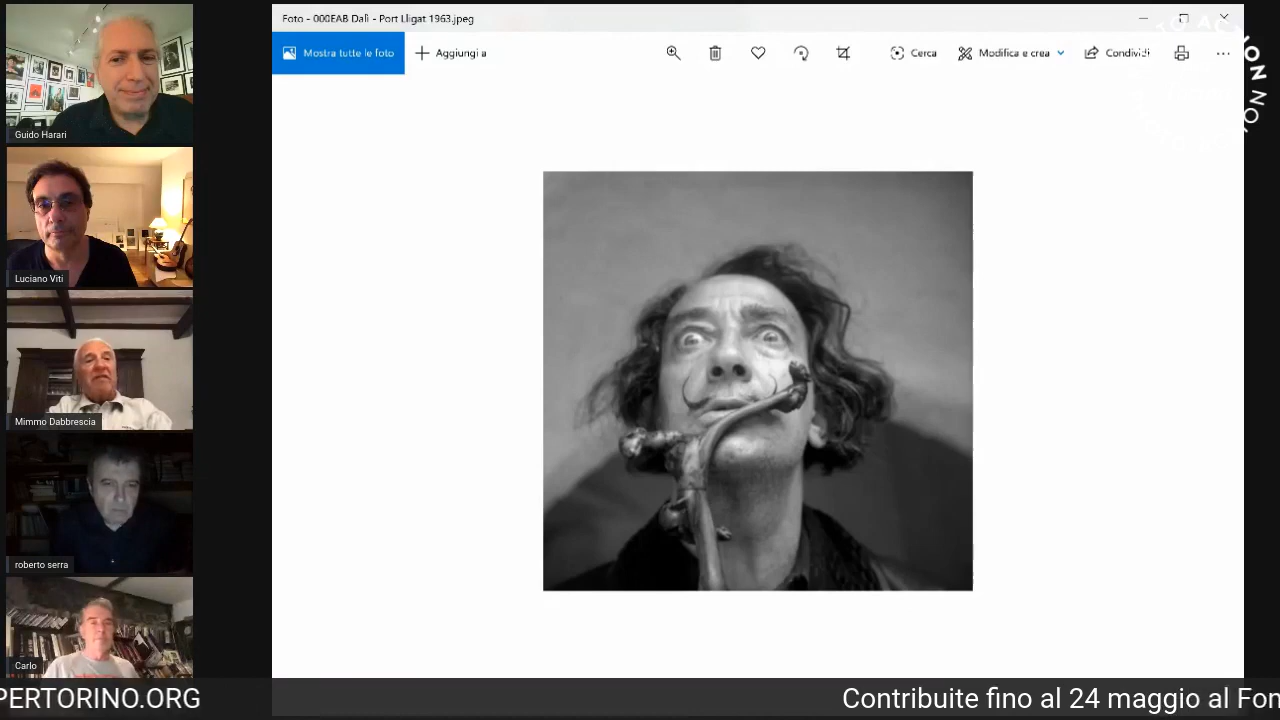 Foto - 000EAB Dalì - Port Lligat 1963.jpeg
Mostra tutte le foto
Aggiungi a
Cerca
Modifica e crea
Condividi
Guido Harari
Luciano Viti
Mimmo Dabbrescia
roberto serra
Carlo
PERTORINO.ORG
Contribuite fino al 24 maggio al Fon